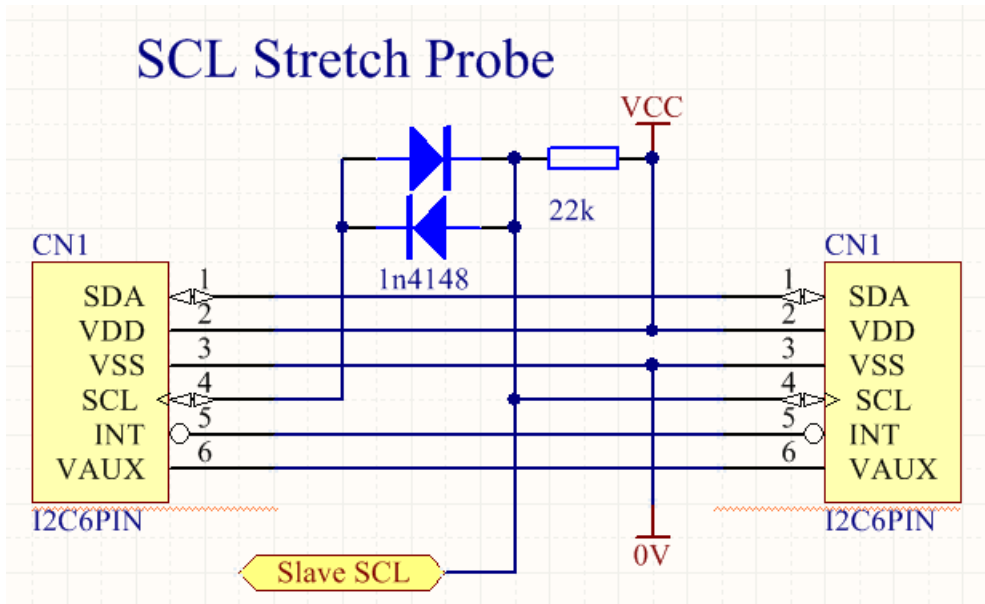 SCL Stretch Probe
VCC
22k
1n4148
CN1
CN1
SDA 1 1 SDA
VDD 2 2 VDD
VSS 3 3 VSS
SCL 4 4 SCL
INT 5 5 INT
VAUX 6 6 VAUX
I2C6PIN
I2C6PIN
0V
Slave SCL